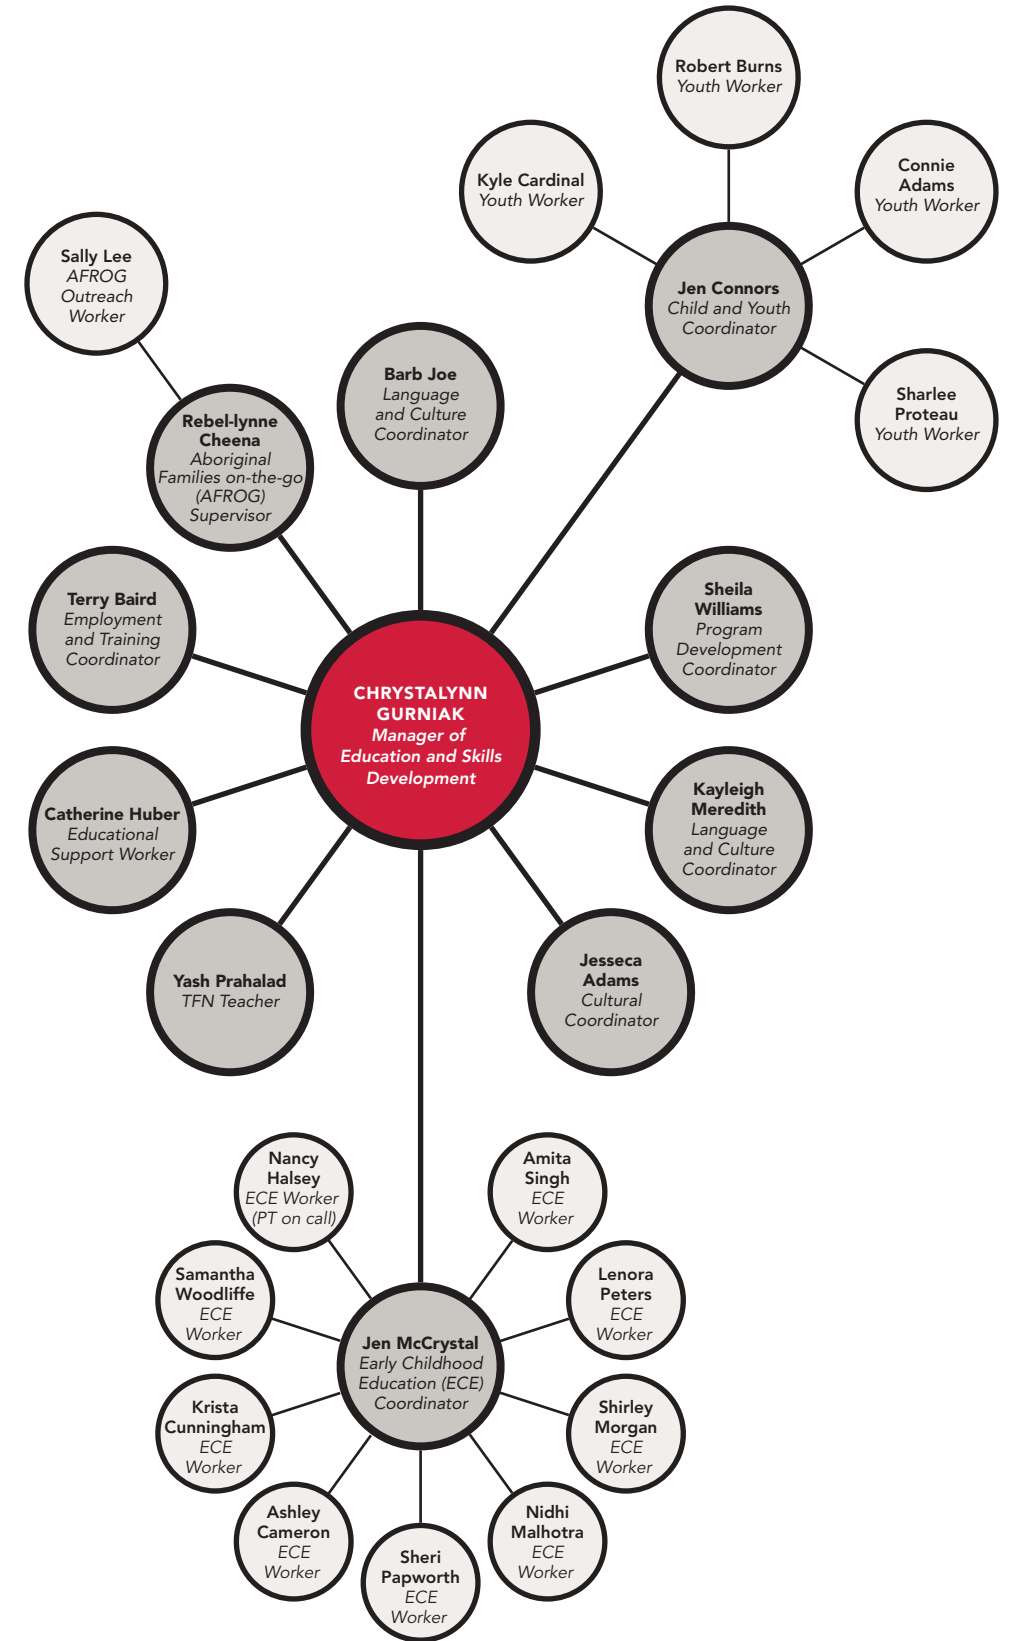 Robert Burns
Youth Worker
Kyle Cardinal
Youth Worker
Connie
Adams
Youth Worker
Sally Lee
AFROG
Outreach
Worker
Jen Connors
Child and Youth
Coordinator
Barb Joe
Language
and Culture
Coordinator
Sharlee
Proteau
Youth Worker
Rebel-lynne
Cheena
Aboriginal
Families on-the-go
(AFROG)
Supervisor
Terry Baird
Employment
and Training
Coordinator
Sheila
Williams
Program
Development
Coordinator
CHRYSTALYNN
GURNIAK
Manager of
Education and Skills
Development
Catherine Huber
Educational
Support Worker
Kayleigh
Meredith
Language
and Culture
Coordinator
Yash Prahalad
TFN Teacher
Jesseca
Adams
Cultural
Coordinator
Nancy
Halsey
ECE Worker
(PT on call)
Amita
Singh
ECE
Worker
Samantha
Woodliffe
ECE
Worker
Lenora
Peters
ECE
Worker
Jen McCrystal
Early Childhood
Education (ECE)
Coordinator
Krista
Cunningham
ECE
Worker
Shirley
Morgan
ECE
Worker
Ashley
Cameron
ECE
Worker
Sheri
Papworth
ECE
Worker
Nidhi
Malhotra
ECE
Worker